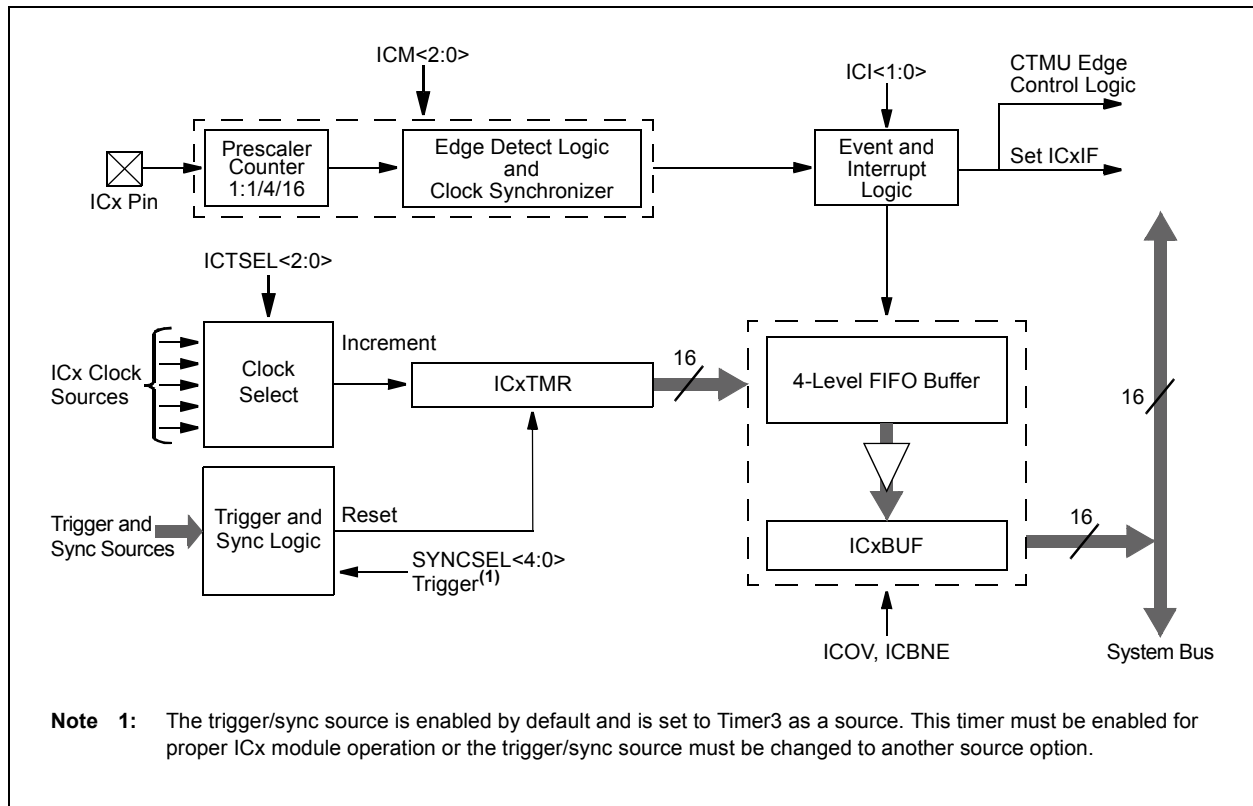 ICM<2:0>
ICI<1:0>
CTMU Edge
Control Logic
Prescaler
Counter
1:1/4/16
Edge Detect Logic
and
Clock Synchronizer
Event and
Interrupt
Logic
Set ICxIF
ICx Pin
ICTSEL<2:0>
ICx Clock
Sources
Clock
Select
Increment
ICxTMR
16
4-Level FIFO Buffer
16
Trigger and
Sync Sources
Trigger and
Sync Logic
Reset
SYNCSEL<4:0>
Trigger(1)
ICxBUF
16
ICOV, ICBNE
System Bus
Note 1: The trigger/sync source is enabled by default and is set to Timer3 as a source. This timer must be enabled for
proper ICx module operation or the trigger/sync source must be changed to another source option.